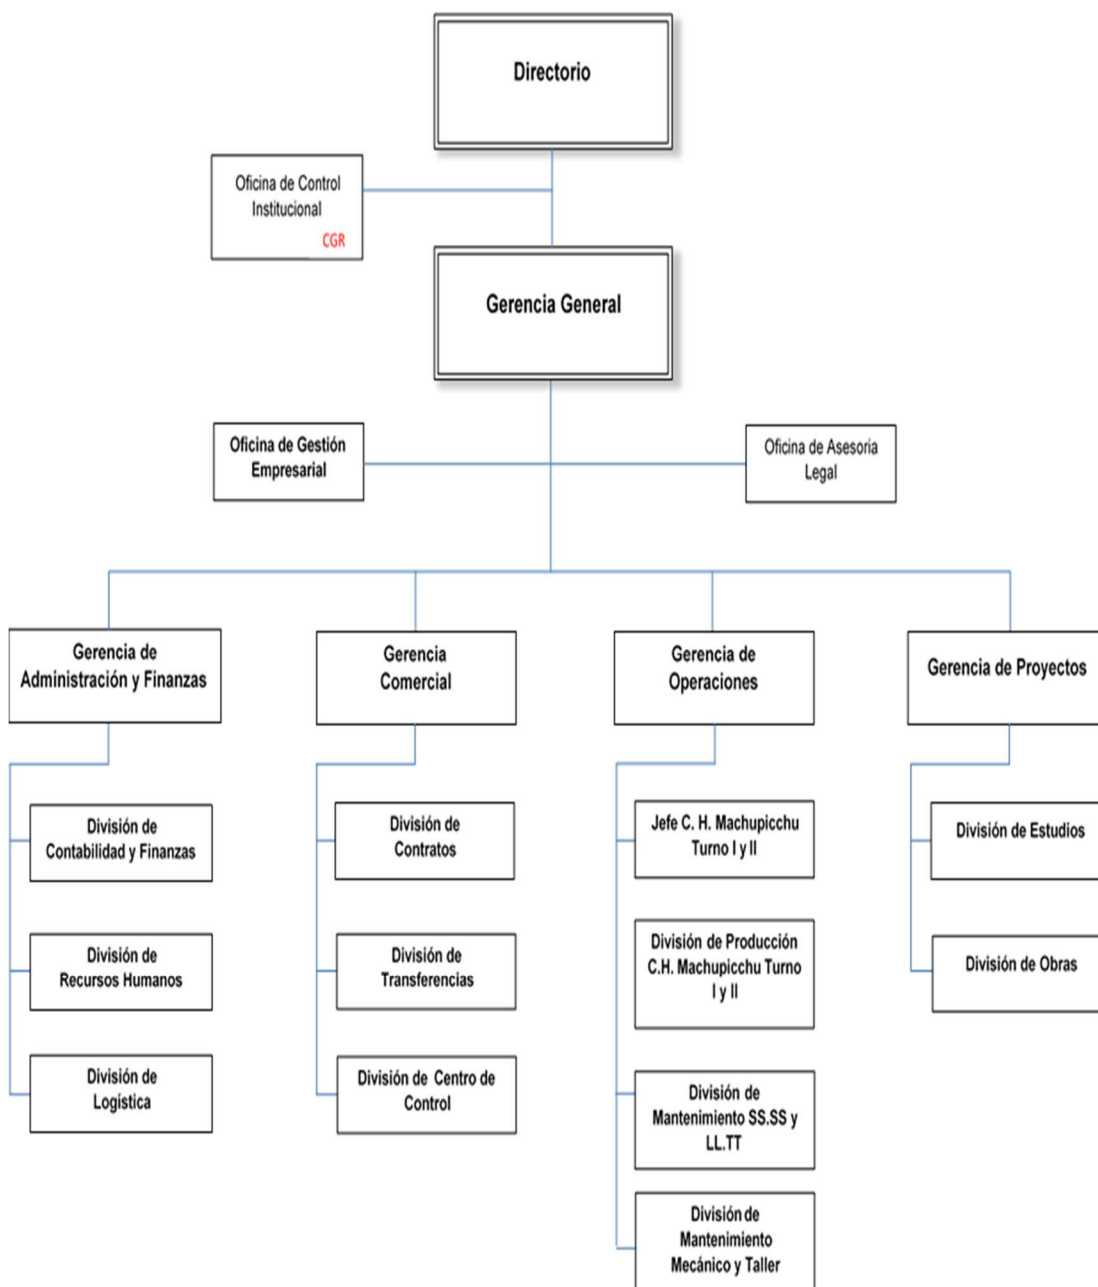 Directorio
Oficina de Control
Institucional
CGR
Gerencia General
Oficina de Gestión
Empresarial
Oficina de Asesoria
Legal
Gerencia de
Administración y Finanzas
Gerencia
Comercial
Gerencia de
Operaciones
Gerencia de Proyectos
División de
Contabilidad y Finanzas
División de
Contratos
Jefe C. H. Machupicchu
Turno I y II
División de Estudios
División de
Recursos Humanos
División de
Transferencias
División de Producción
C.H. Machupicchu Turno
I y II
División de Obras
División de
Logística
División de Centro de
Control
División de
Mantenimiento SS.SS y
LL.TT
División de
Mantenimiento
Mecánico y Taller